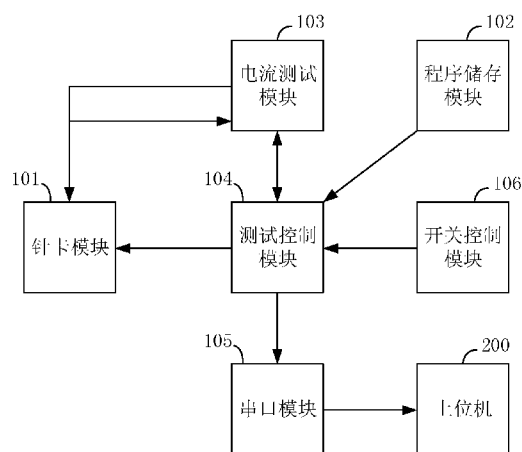 103
电流测试
模块
102
程序储存
模块
101
针卡模块
104
测试控制
模块
106
开关控制
模块
105
串口模块
200
上位机